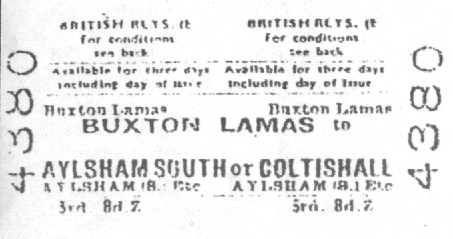 BRITISH RLYS. (E    BRITISH RLYS. (E
For conditions    For conditions
see back    see back
Available for three days    Available for three days
including day of issue    including day of issue
Buxton Lamas    Buxton Lamas
BUXTON LAMAS to
AYLSHAM SOUTH or COLTISHALL
AYLSHAM (S.) Etc    AYLSHAM (S.) Etc
3rd 8d. Z    3rd. 8d. Z
4380    4380